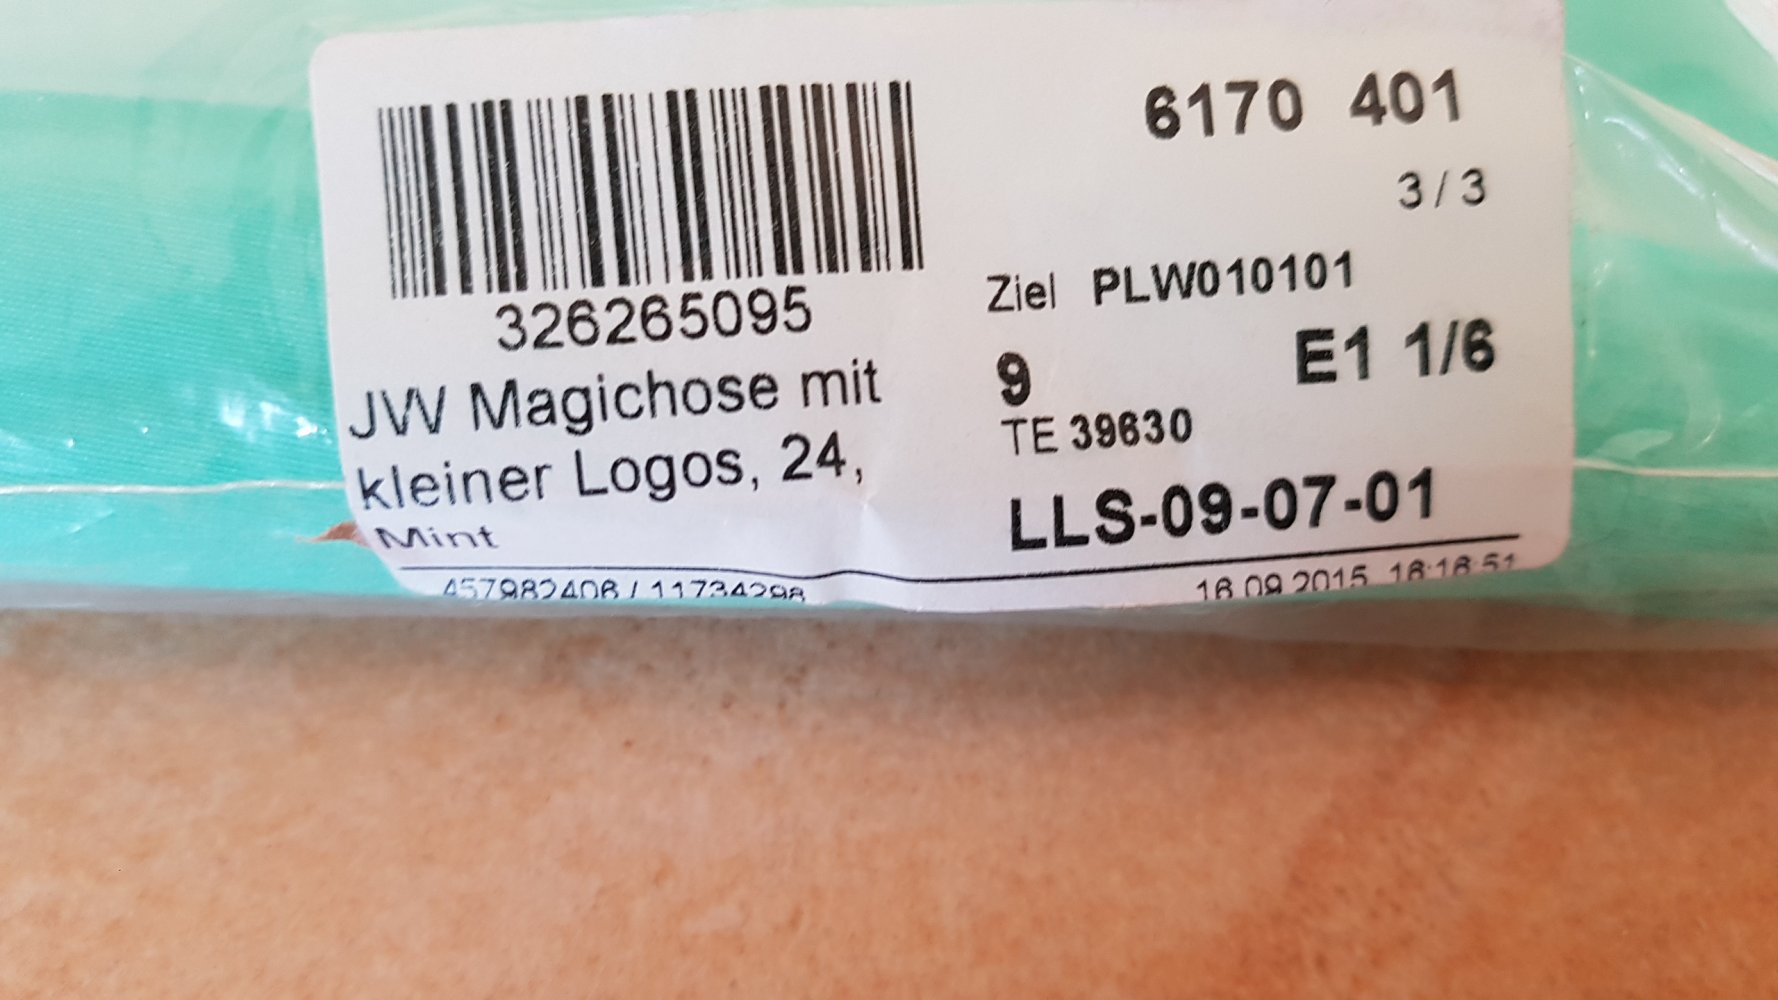 326265095
JW Magichose mit
kleiner Logos, 24,
Mint
457982406 / 11734298
6170 401
3 / 3
Ziel PLW010101
9 E1 1/6
TE 39630
LLS-09-07-01
16.09.2015 16:16:51